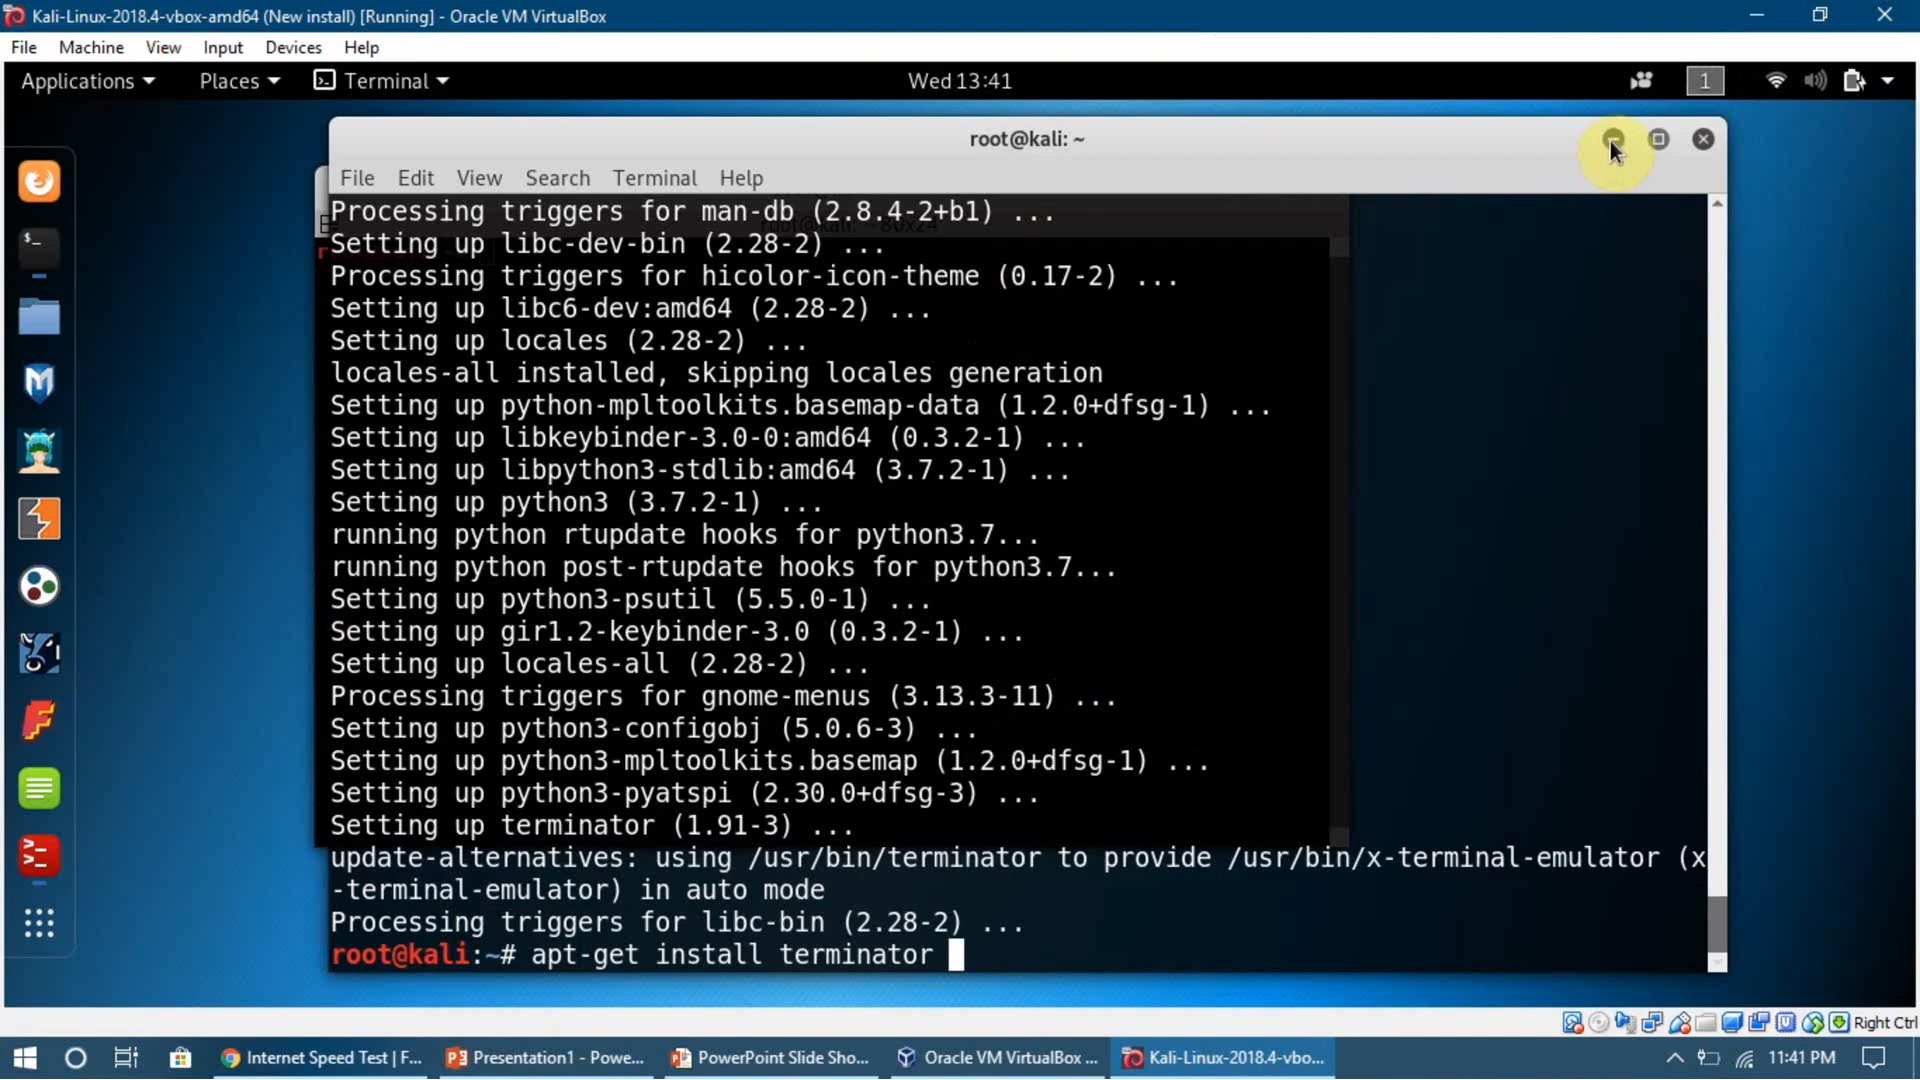 Kali-Linux-2018.4-vbox-amd64 (New install) [Running] - Oracle VM VirtualBox
File Machine View Input Devices Help
Applications Places Terminal Wed 13:41 1
root@kali: ~
File Edit View Search Terminal Help
Processing triggers for man-db (2.8.4-2+b1) ...
Setting up libc-dev-bin (2.28-2) ...
Processing triggers for hicolor-icon-theme (0.17-2) ...
Setting up libc6-dev:amd64 (2.28-2) ...
Setting up locales (2.28-2) ...
locales-all installed, skipping locales generation
Setting up python-mpltoolkits.basemap-data (1.2.0+dfsg-1) ...
Setting up libkeybinder-3.0-0:amd64 (0.3.2-1) ...
Setting up libpython3-stdlib:amd64 (3.7.2-1) ...
Setting up python3 (3.7.2-1) ...
running python rtupdate hooks for python3.7...
running python post-rtupdate hooks for python3.7...
Setting up python3-psutil (5.5.0-1) ...
Setting up gir1.2-keybinder-3.0 (0.3.2-1) ...
Setting up locales-all (2.28-2) ...
Processing triggers for gnome-menus (3.13.3-11) ...
Setting up python3-configobj (5.0.6-3) ...
Setting up python3-mpltoolkits.basemap (1.2.0+dfsg-1) ...
Setting up python3-pyatspi (2.30.0+dfsg-3) ...
Setting up terminator (1.91-3) ...
update-alternatives: using /usr/bin/terminator to provide /usr/bin/x-terminal-emulator (x
-terminal-emulator) in auto mode
Processing triggers for libc-bin (2.28-2) ...
root@kali:~# apt-get install terminator
Right Ctrl
Internet Speed Test | F... Presentation1 - Powe... PowerPoint Slide Sho... Oracle VM VirtualBox ... Kali-Linux-2018.4-vbo... 11:41 PM